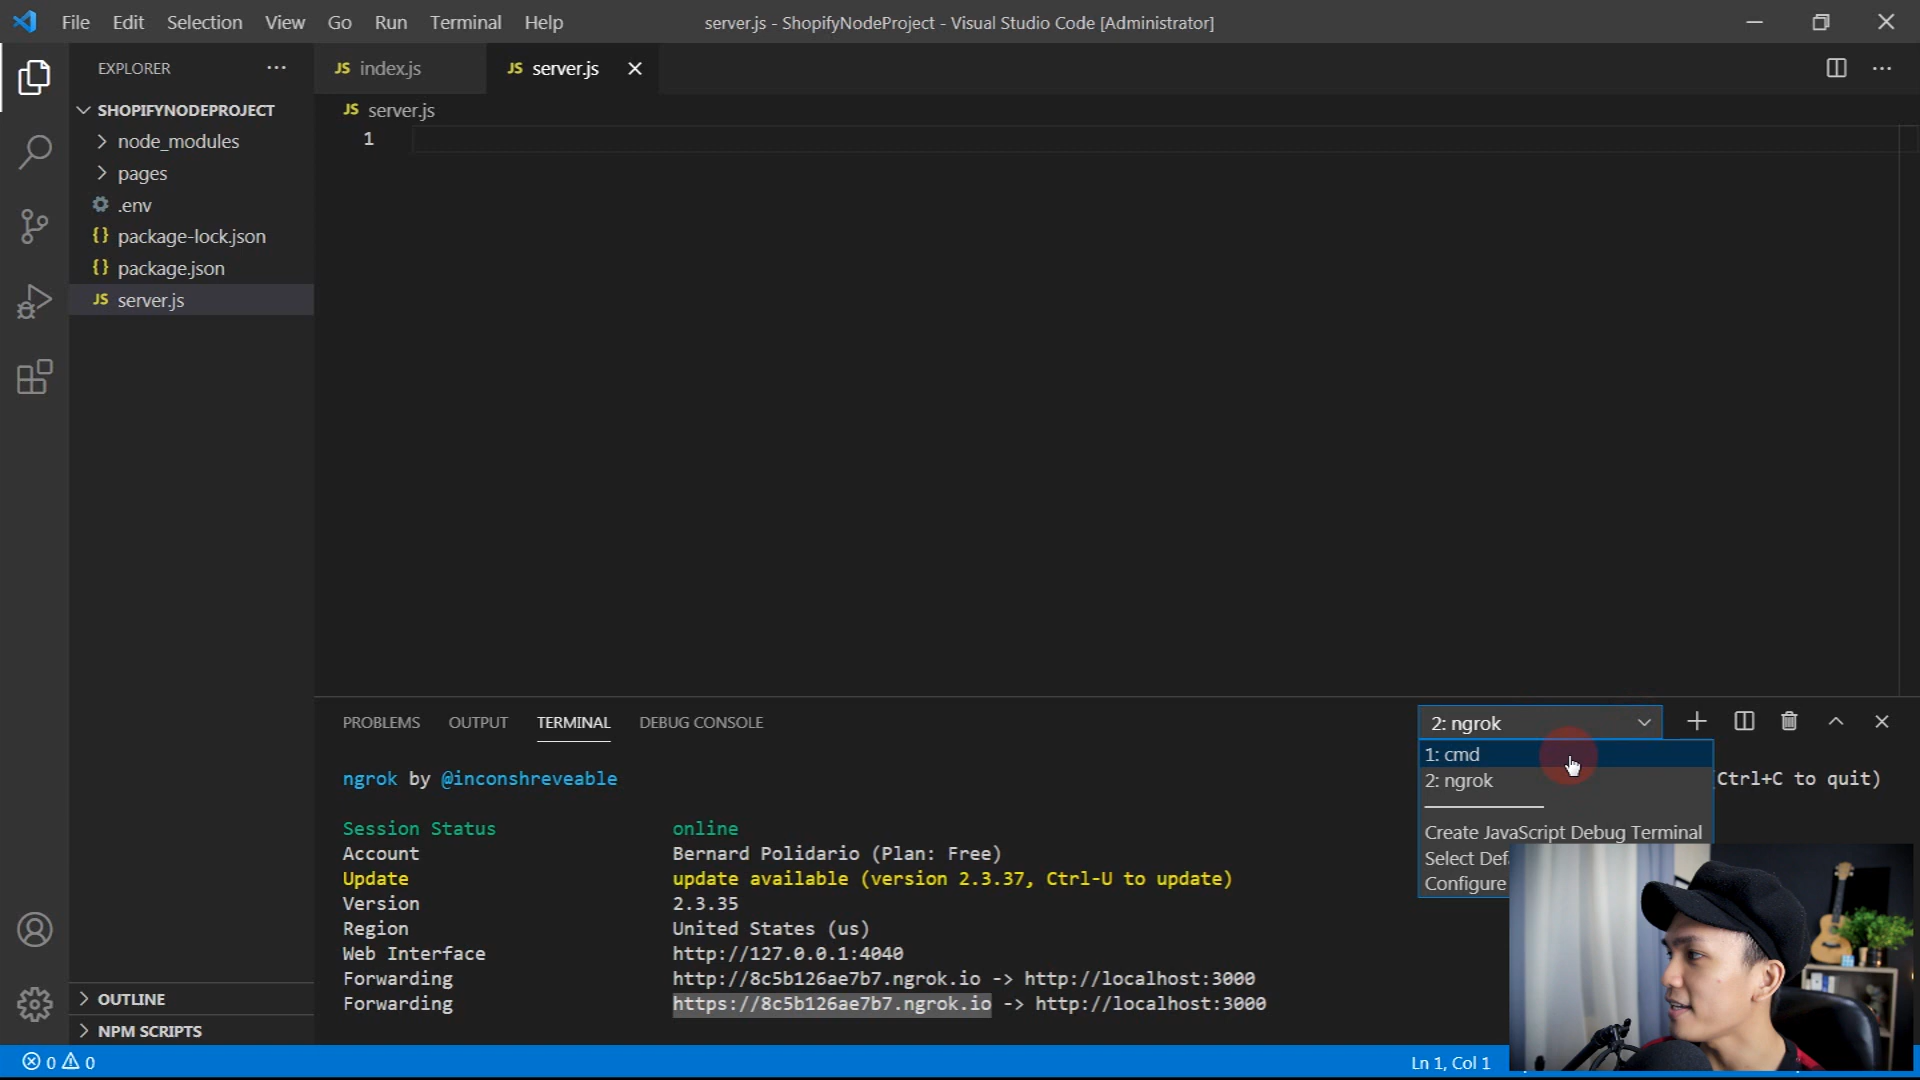 File Edit Selection View Go Run Terminal Help
server.js - ShopifyNodeProject - Visual Studio Code [Administrator]
EXPLORER
JS index.js
JS server.js
SHOPIFYNODEPROJECT
node_modules
pages
.env
{} package-lock.json
{} package.json
JS server.js
OUTLINE
NPM SCRIPTS
JS server.js
1
PROBLEMS OUTPUT TERMINAL DEBUG CONSOLE
2: ngrok
1: cmd
2: ngrok
Create JavaScript Debug Terminal
Select
Configure
ngrok by @inconshreveable
Ctrl+C to quit)
Session Status online
Account Bernard Polidario (Plan: Free)
Update update available (version 2.3.37, Ctrl-U to update)
Version 2.3.35
Region United States (us)
Web Interface http://127.0.0.1:4040
Forwarding http://8c5b126ae7b7.ngrok.io -> http://localhost:3000
Forwarding https://8c5b126ae7b7.ngrok.io -> http://localhost:3000
0 0
Ln 1, Col 1